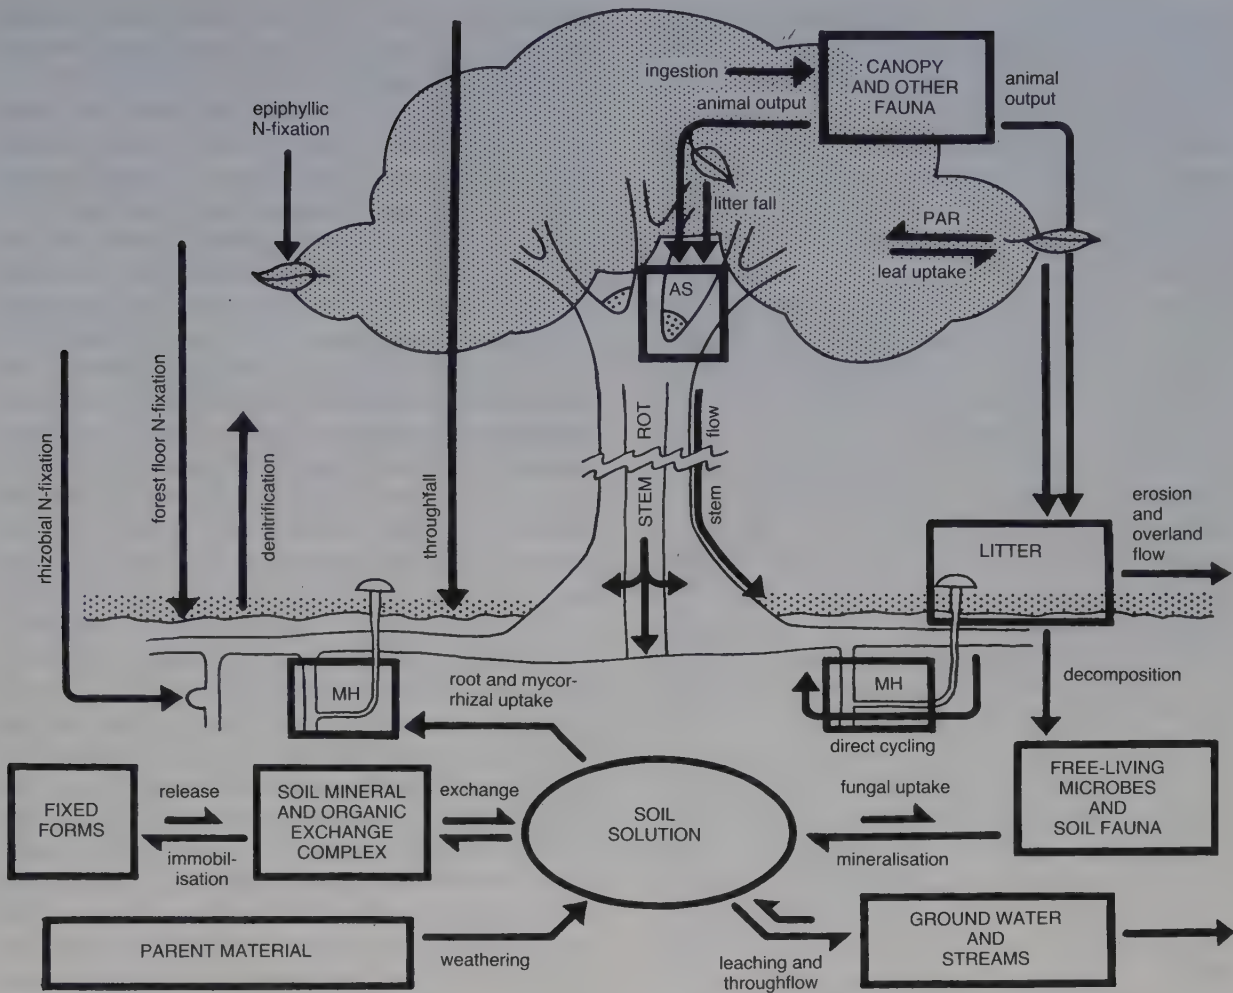 ingestion
CANOPY
AND OTHER
FAUNA
animal
output
animal output
epiphyllic
N-fixation
litter fall
PAR
leaf uptake
AS
rhizobial N-fixation
forest floor N-fixation
denitrification
throughfall
STEM ROT
stem flow
LITTER
erosion
and
overland
flow
MH
root and mycor-
rhizal uptake
MH
direct cycling
decomposition
FIXED
FORMS
release
immobil-
isation
SOIL MINERAL
AND ORGANIC
EXCHANGE
COMPLEX
exchange
SOIL
SOLUTION
fungal uptake
mineralisation
FREE-LIVING
MICROBES
AND
SOIL FAUNA
PARENT MATERIAL
weathering
leaching and
throughflow
GROUND WATER
AND
STREAMS